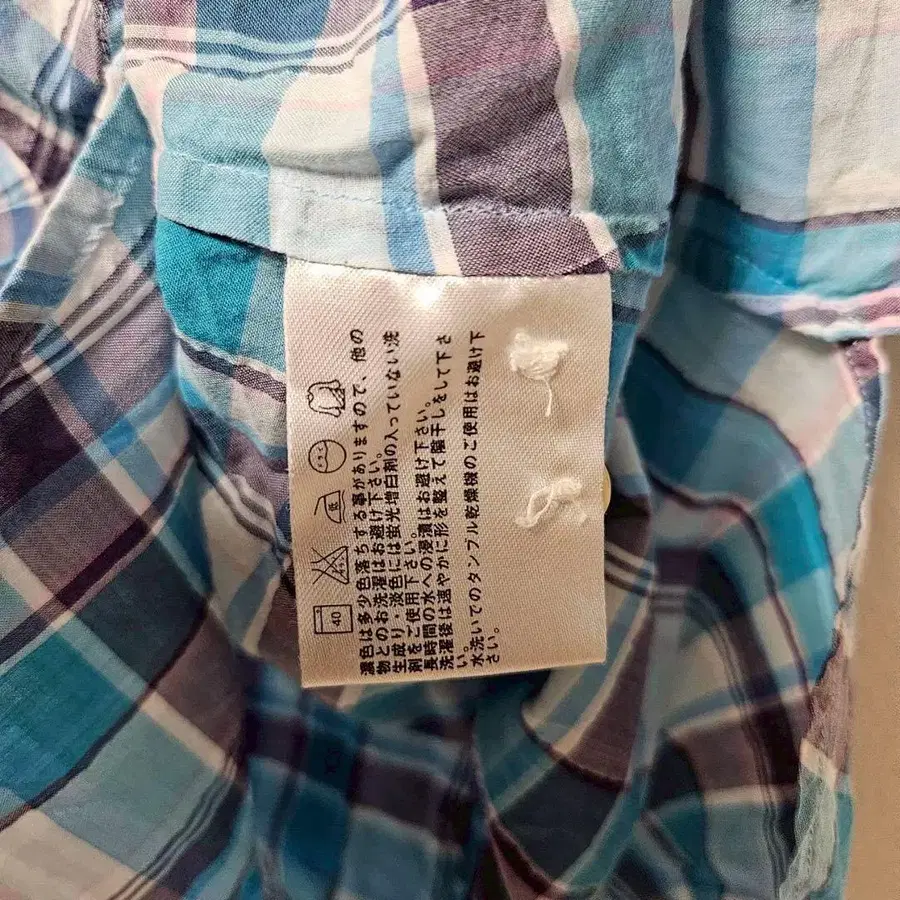 40
濃色は多少色落ちする事がありますので、他の
物とのお洗濯はお避け下さい。
生成り・淡色には蛍光増白剤の入っていない洗
剤をご使用下さい。
長時間の水への浸漬はお避け下さい。
洗濯後は速やかに形を整えて陰干しをして下さ
い。
水洗いでのタンブル乾燥機のご使用はお避け下
さい。